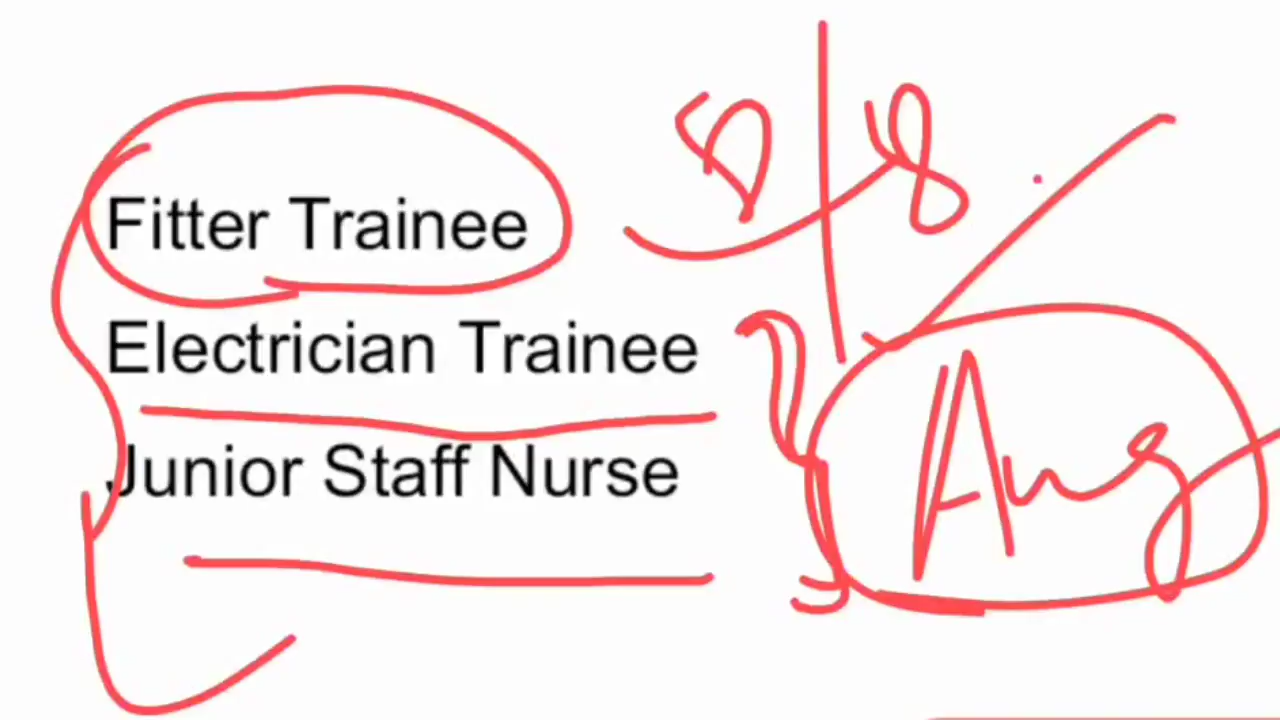 Fitter Trainee
Electrician Trainee
Junior Staff Nurse
Aug